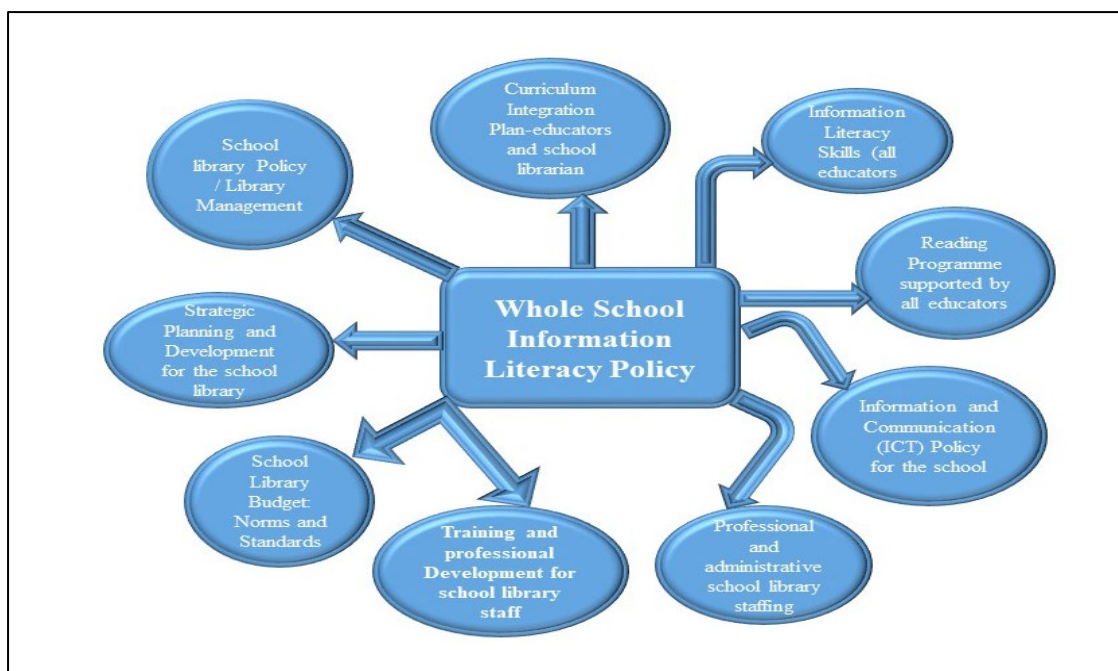 Curriculum
Integration
Plan-educators
and school
librarian
Information
Literacy
Skills (all
educators
School
library Policy
/ Library
Management
Reading
Programme
supported by
all educators
Whole School
Information
Literacy Policy
Strategic
Planning and
Development
for the school
library
Information and
Communication
(ICT) Policy
for the school
School
Library
Budget:
Norms and
Standards
Training and
professional
Development for
school library
staff
Professional
and
administrative
school library
staffing